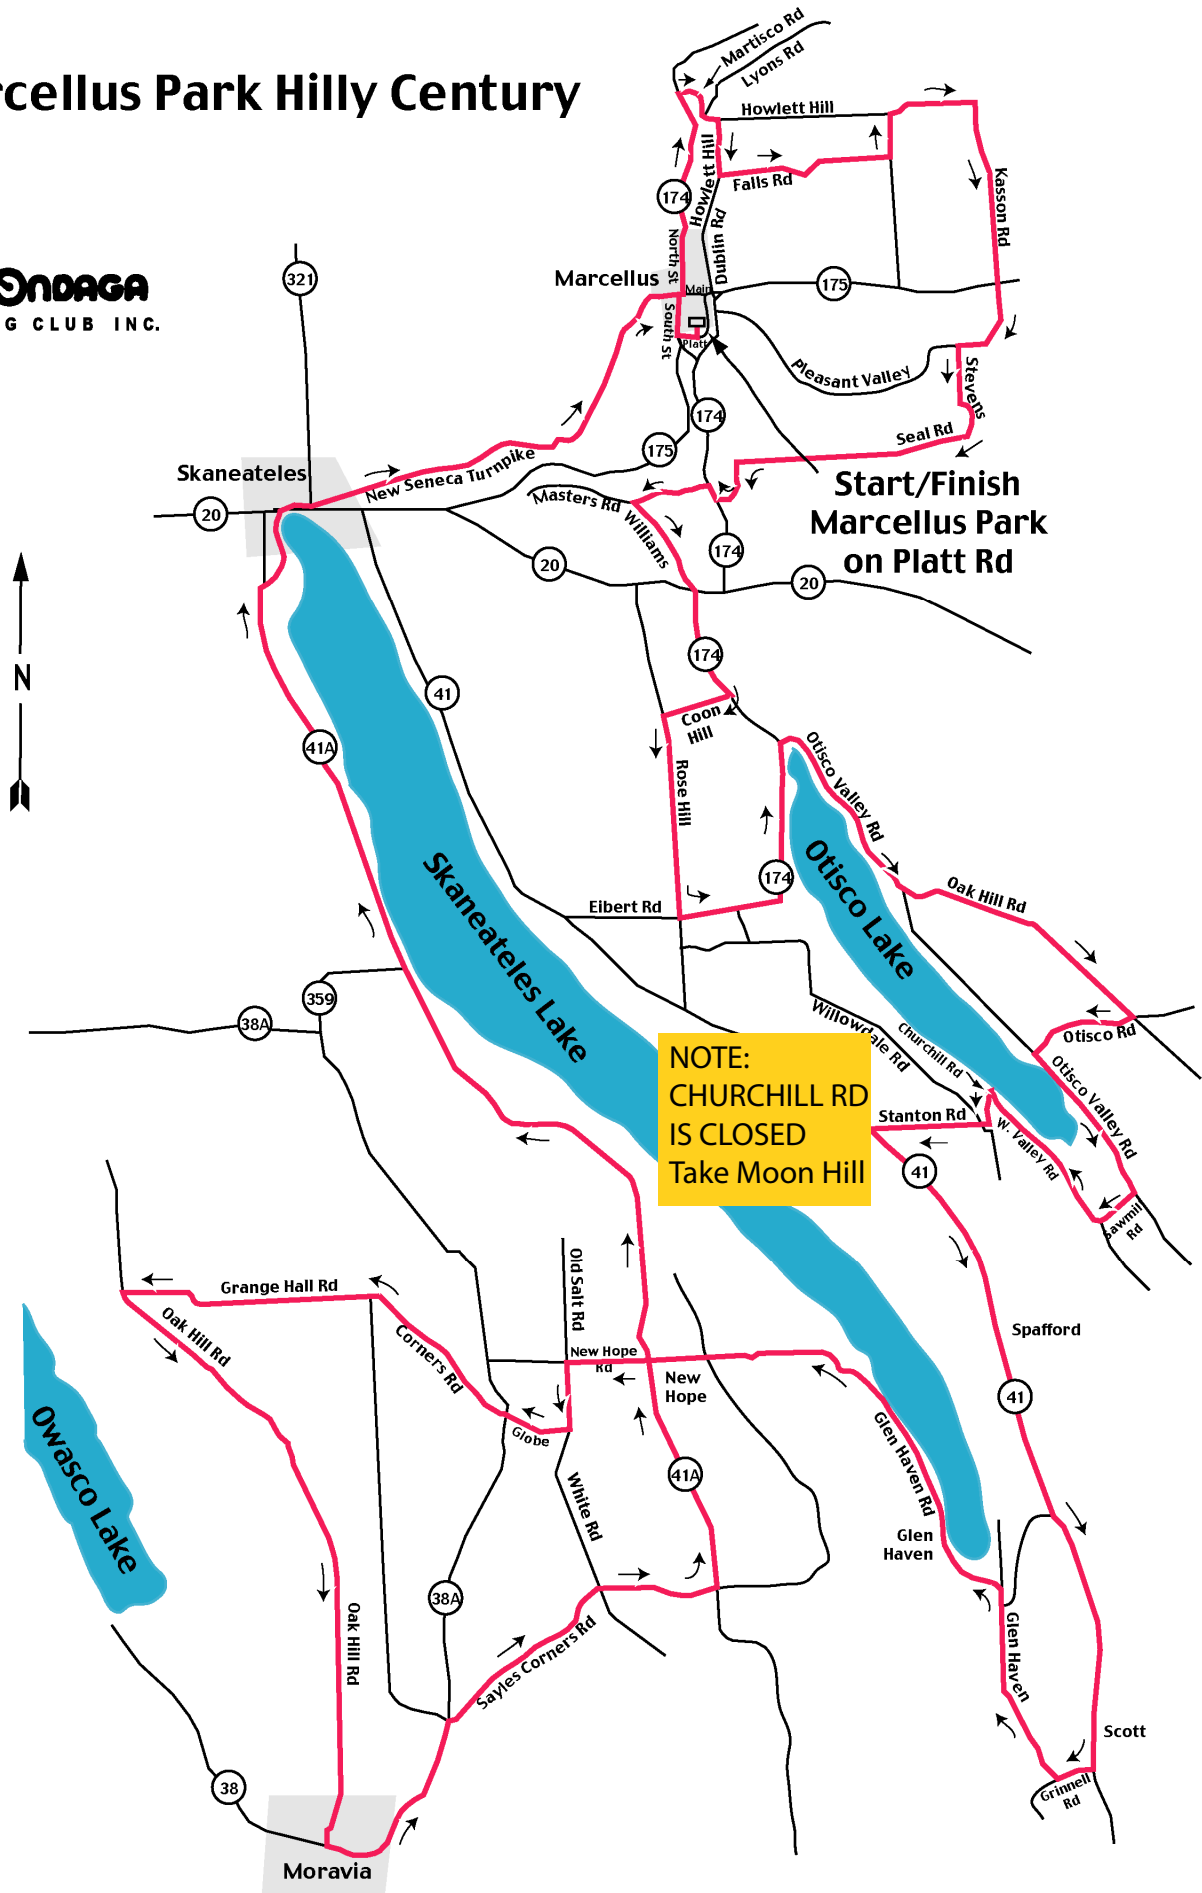 rcellus Park Hilly Century
Martisco Rd
Lyons Rd
Howlett Hill
Howlett Hill
Falls Rd
Kasson Rd
174
North St
Dublin Rd
ONDAGA
G CLUB INC.
321
Marcellus
Main
175
South St
Platt
Pleasant Valley
Stevens
174
175
Seal Rd
Skaneateles
New Seneca Turnpike
Start/Finish
Marcellus Park
on Platt Rd
Masters Rd
Williams
20
20
174
20
N
174
41
Coon
Hill
41A
Rose Hill
Otisco Valley Rd
Skaneateles Lake
Otisco Lake
174
Eibert Rd
Oak Hill Rd
359
38A
Willowdale Rd
Churchill Rd
Otisco Rd
Otisco Valley Rd
NOTE:
CHURCHILL RD
IS CLOSED
Take Moon Hill
Stanton Rd
W. Valley Rd
41
Sawmill
Rd
Old Salt Rd
Grange Hall Rd
Oak Hill Rd
Corners Rd
New Hope
Rd
New
Hope
Spafford
41
Globe
Owasco Lake
White Rd
41A
Glen Haven Rd
Glen
Haven
38A
Oak Hill Rd
Sayles Corners Rd
Glen Haven
Scott
38
Grinnell
Rd
Moravia